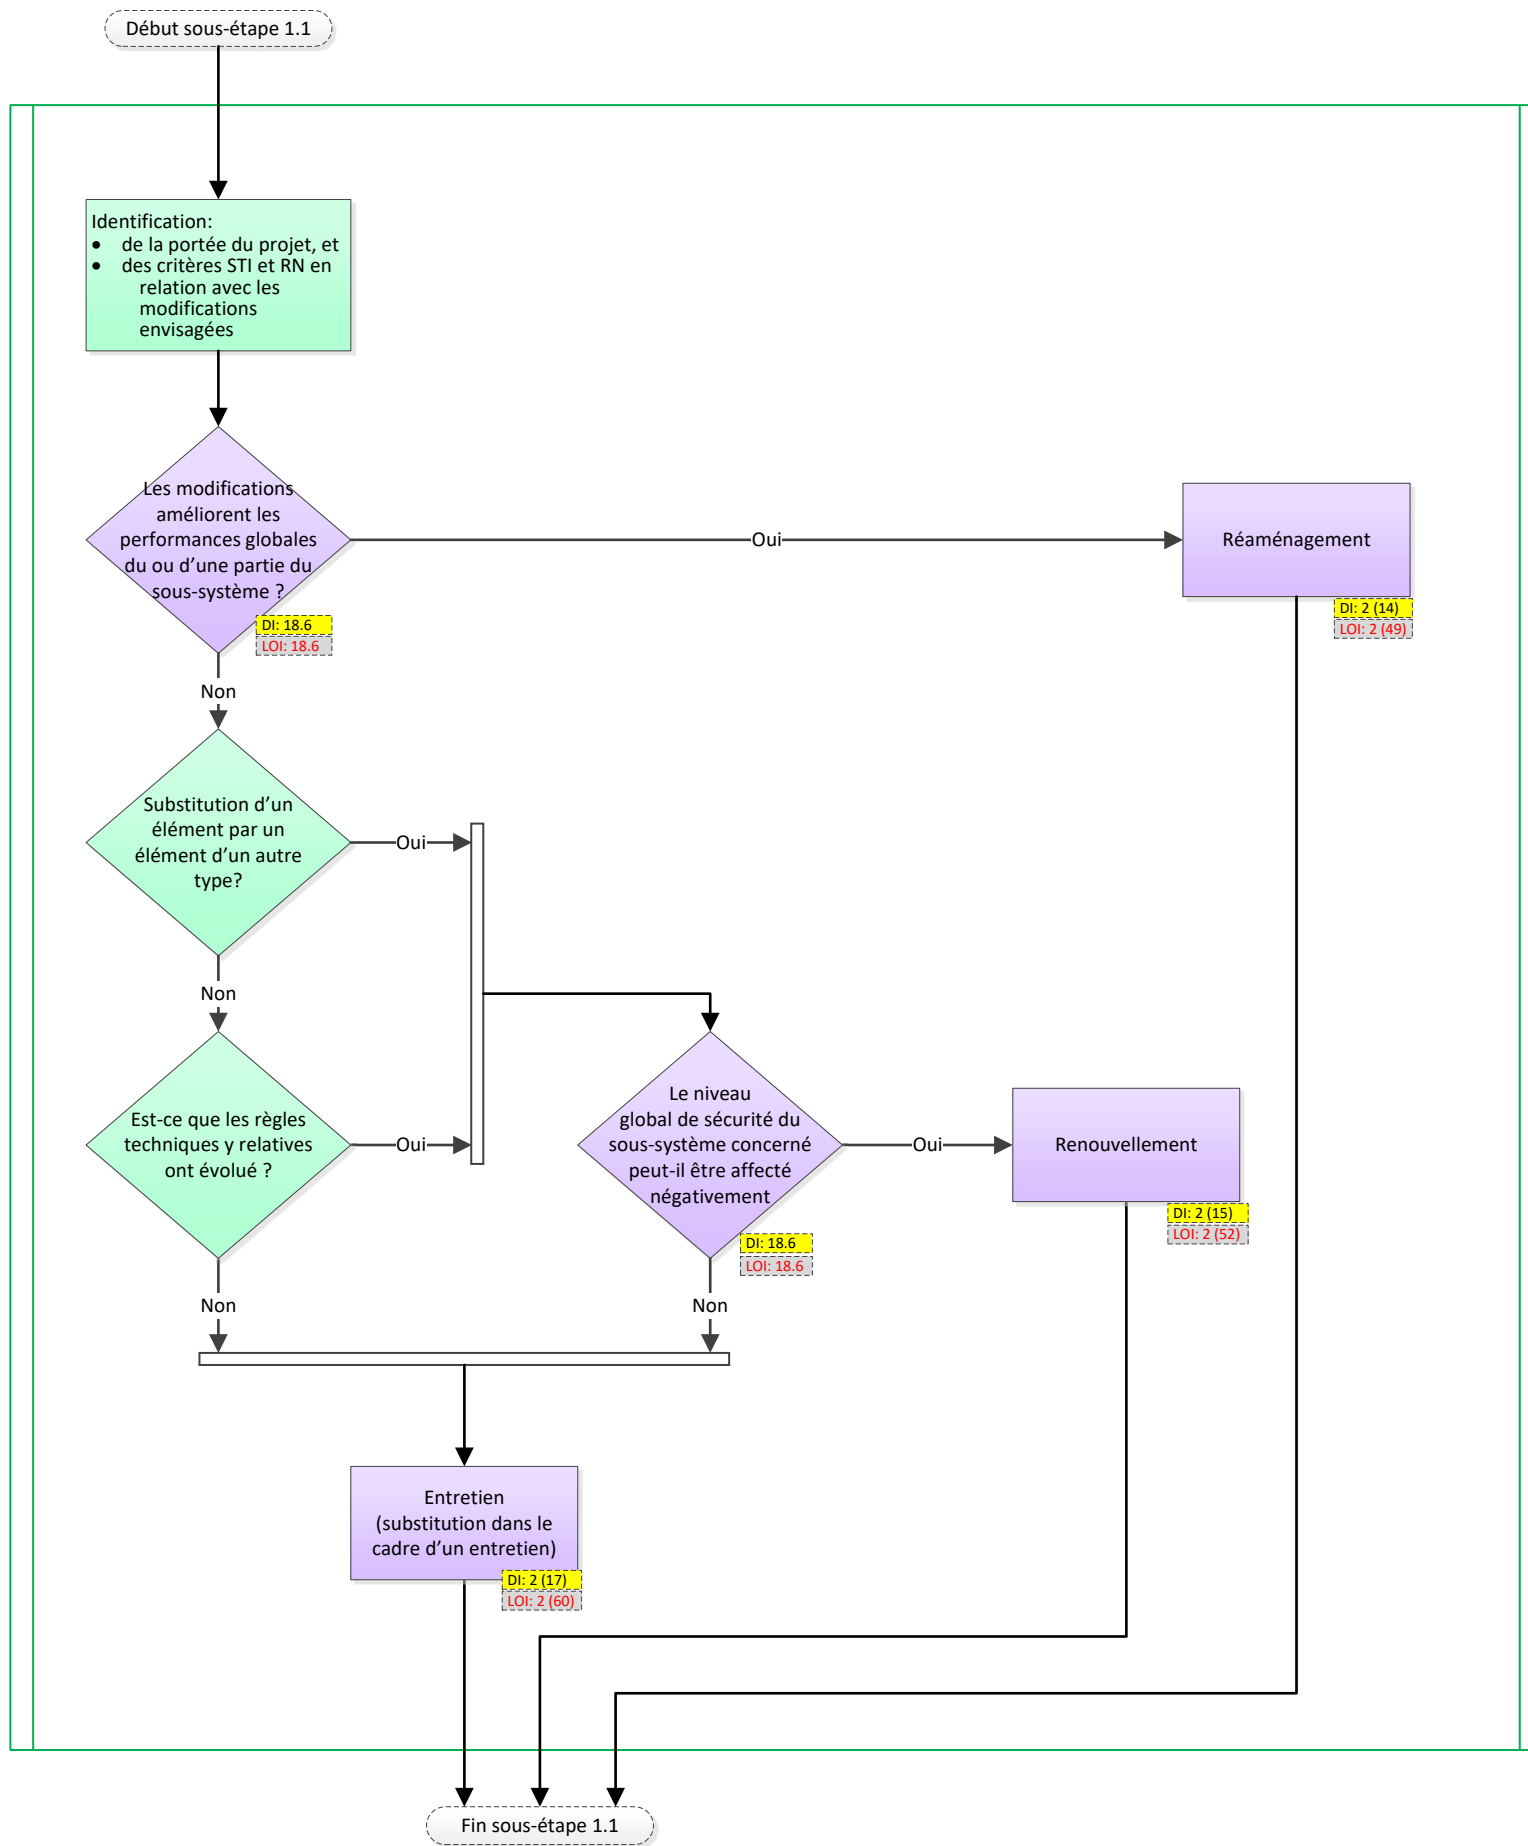 Début sous-étape 1.1
Identification:
• de la portée du projet, et
• des critères STI et RN en
relation avec les
modifications
envisagées
Les modifications
améliorent les
performances globales
du ou d’une partie du
sous-système ?
DI: 18.6
LOI: 18.6
Oui
Réaménagement
DI: 2 (14)
LOI: 2 (49)
Non
Substitution d’un
élément par un
élément d’un autre
type?
Oui
Non
Est-ce que les règles
techniques y relatives
ont évolué ?
Oui
Le niveau
global de sécurité du
sous-système concerné
peut-il être affecté
négativement
DI: 18.6
LOI: 18.6
Oui
Renouvellement
DI: 2 (15)
LOI: 2 (52)
Non
Non
Entretien
(substitution dans le
cadre d’un entretien)
DI: 2 (17)
LOI: 2 (60)
Fin sous-étape 1.1